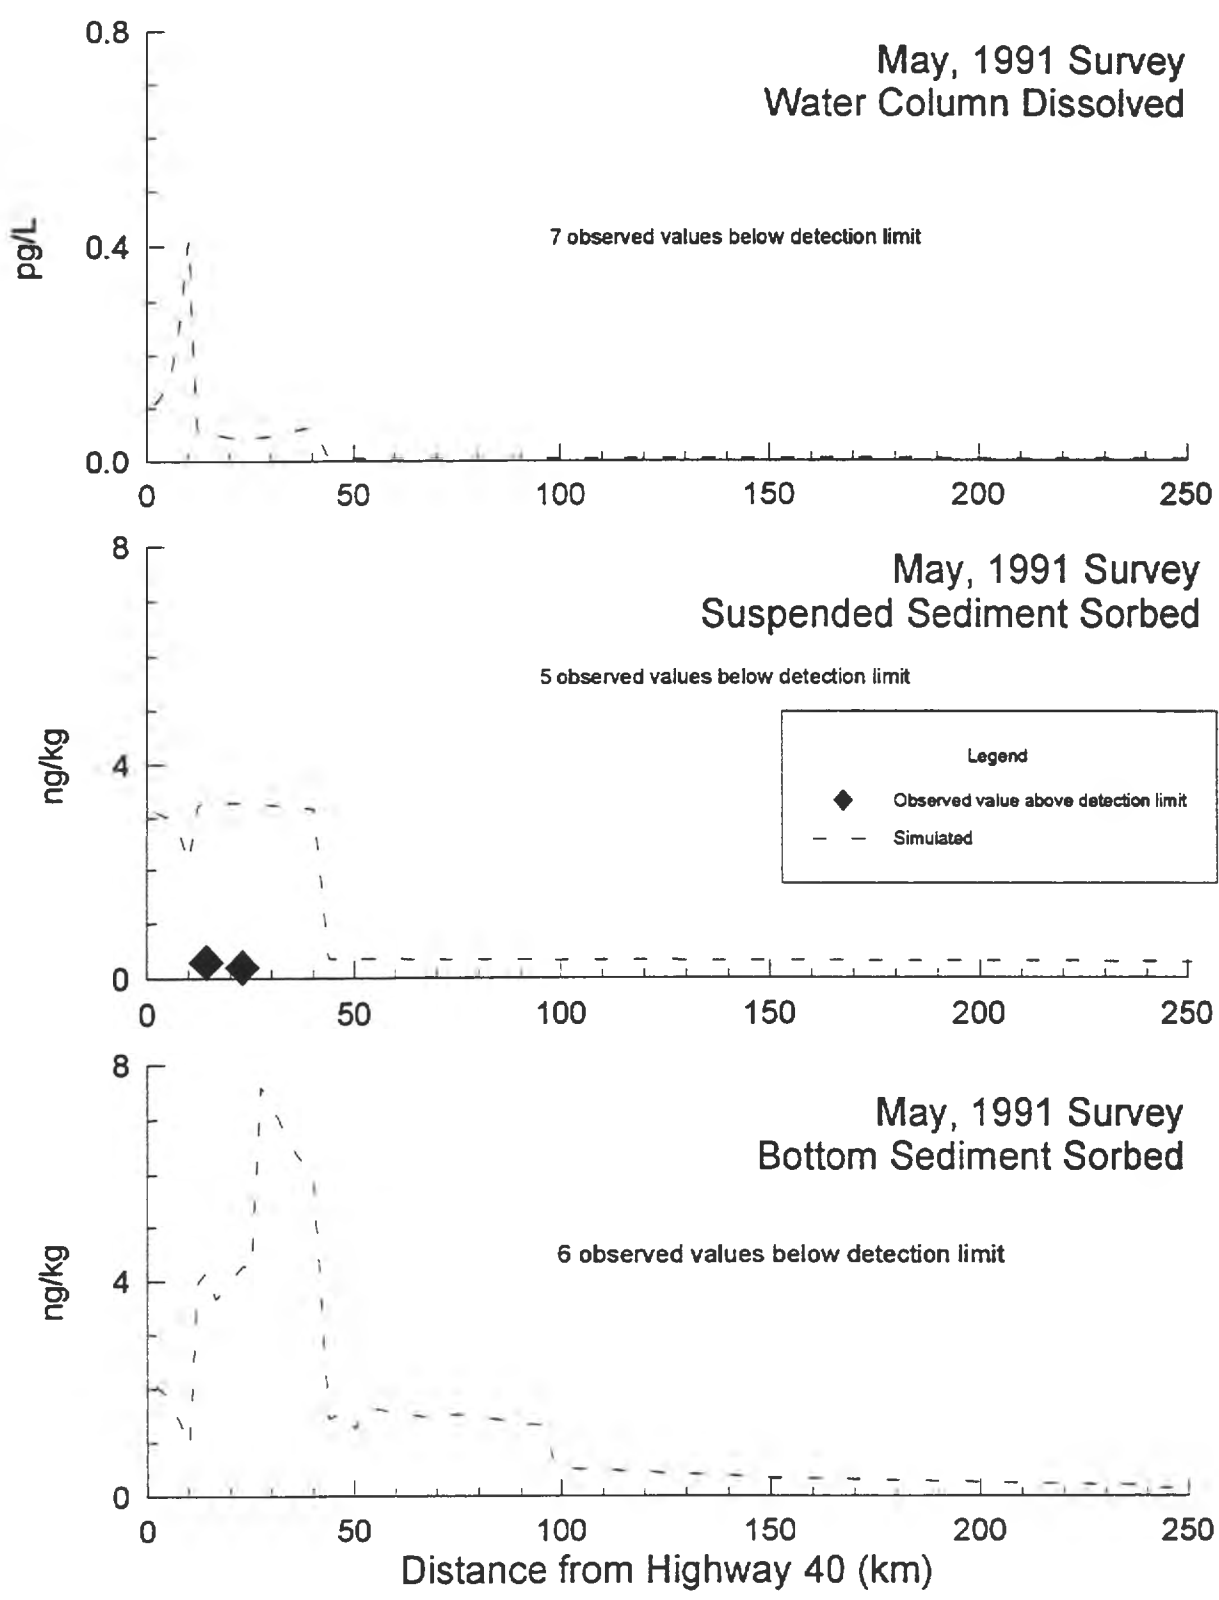 0.8
May, 1991 Survey
Water Column Dissolved
pg/L
0.4
7 observed values below detection limit
0.0
0 50 100 150 200 250
8
May, 1991 Survey
Suspended Sediment Sorbed
5 observed values below detection limit
ng/kg
4
Legend
Observed value above detection limit
Simulated
0
0 50 100 150 200 250
8
May, 1991 Survey
Bottom Sediment Sorbed
6 observed values below detection limit
ng/kg
4
0
0 50 100 150 200 250
Distance from Highway 40 (km)